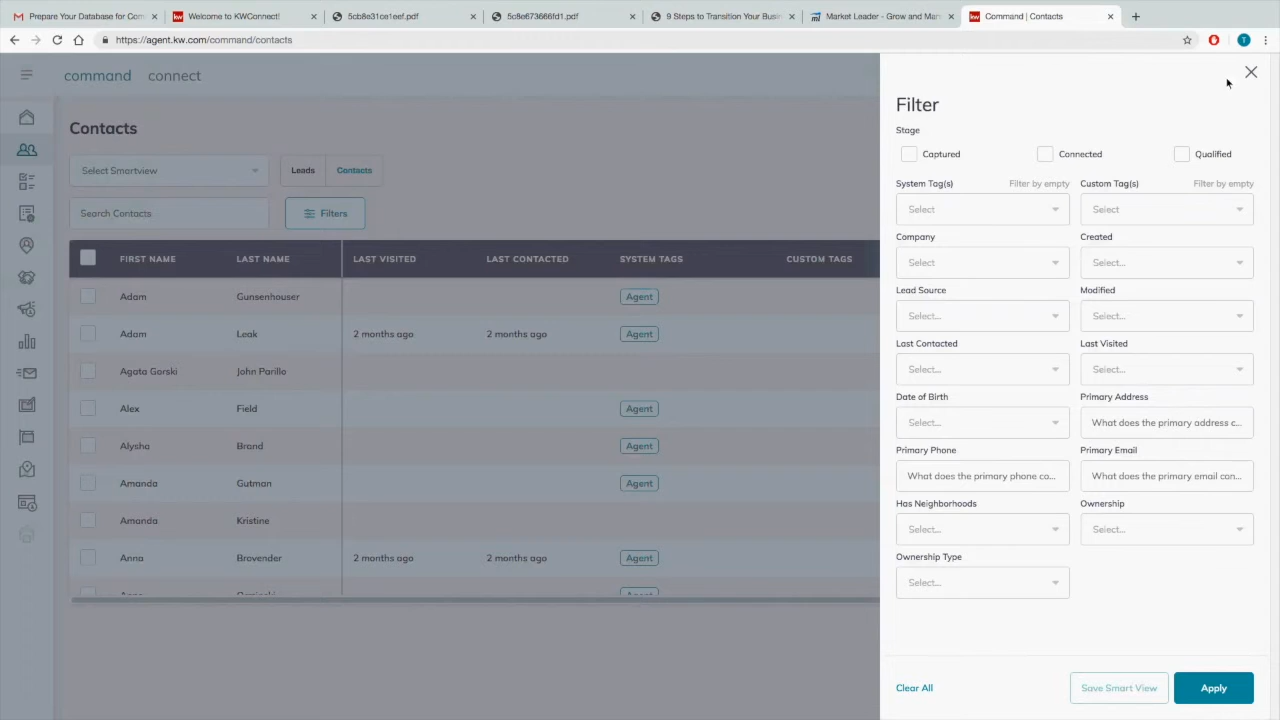 Prepare Your Database for Com
Welcome to KWConnect!
5cb8e31ce1eef.pdf
5c8e673666fd1.pdf
9 Steps to Transition Your Busin
Market Leader - Grow and Man
Command | Contacts
https://agent.kw.com/command/contacts
T
command connect
Contacts
Select Smartview
Leads
Contacts
Search Contacts
Filters
FIRST NAME LAST NAME LAST VISITED LAST CONTACTED SYSTEM TAGS CUSTOM TAGS
Adam Gunsenhouser Agent
Adam Leak 2 months ago 2 months ago Agent
Agata Gorski John Parillo
Alex Field Agent
Alysha Brand Agent
Amanda Gutman Agent
Amanda Kristine
Anna Brovender 2 months ago 2 months ago Agent
Filter
Stage
Captured Connected Qualified
System Tag(s) Filter by empty Custom Tag(s) Filter by empty
Select Select
Company Created
Select Select...
Lead Source Modified
Select... Select...
Last Contacted Last Visited
Select... Select...
Date of Birth Primary Address
Select... What does the primary address c...
Primary Phone Primary Email
What does the primary phone co... What does the primary email con...
Has Neighborhoods Ownership
Select... Select...
Ownership Type
Select...
Clear All Save Smart View Apply